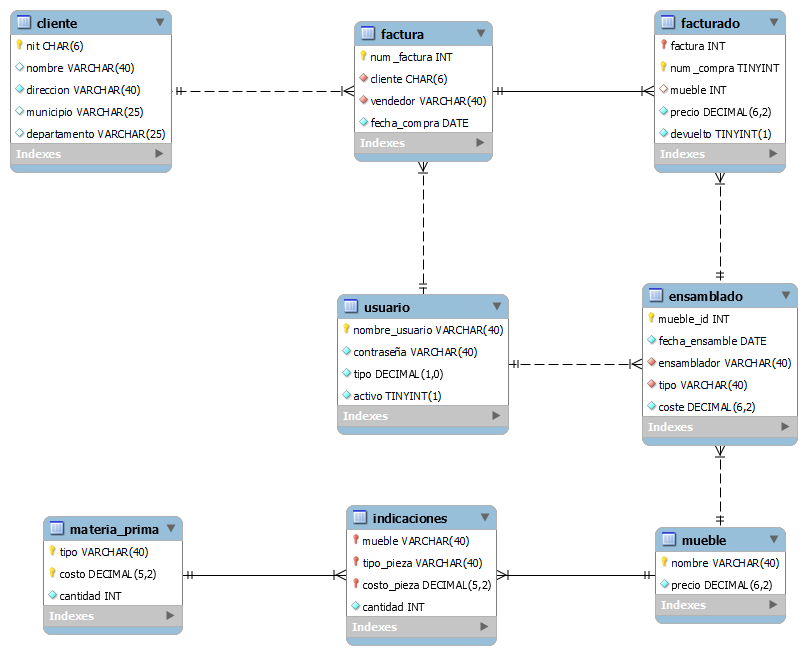 cliente
nit CHAR(6)
nombre VARCHAR(40)
direccion VARCHAR(40)
municipio VARCHAR(25)
departamento VARCHAR(25)
Indexes
factura
num_factura INT
cliente CHAR(6)
vendedor VARCHAR(40)
fecha_compra DATE
Indexes
facturado
factura INT
num_compra TINYINT
mueble INT
precio DECIMAL(6,2)
devuelto TINYINT(1)
Indexes
usuario
nombre_usuario VARCHAR(40)
contraseña VARCHAR(40)
tipo DECIMAL(1,0)
activo TINYINT(1)
Indexes
ensamblado
mueble_id INT
fecha_ensamble DATE
ensamblador VARCHAR(40)
tipo VARCHAR(40)
coste DECIMAL(6,2)
Indexes
materia_prima
tipo VARCHAR(40)
costo DECIMAL(5,2)
cantidad INT
Indexes
indicaciones
mueble VARCHAR(40)
tipo_pieza VARCHAR(40)
costo_pieza DECIMAL(5,2)
cantidad INT
Indexes
mueble
nombre VARCHAR(40)
precio DECIMAL(6,2)
Indexes